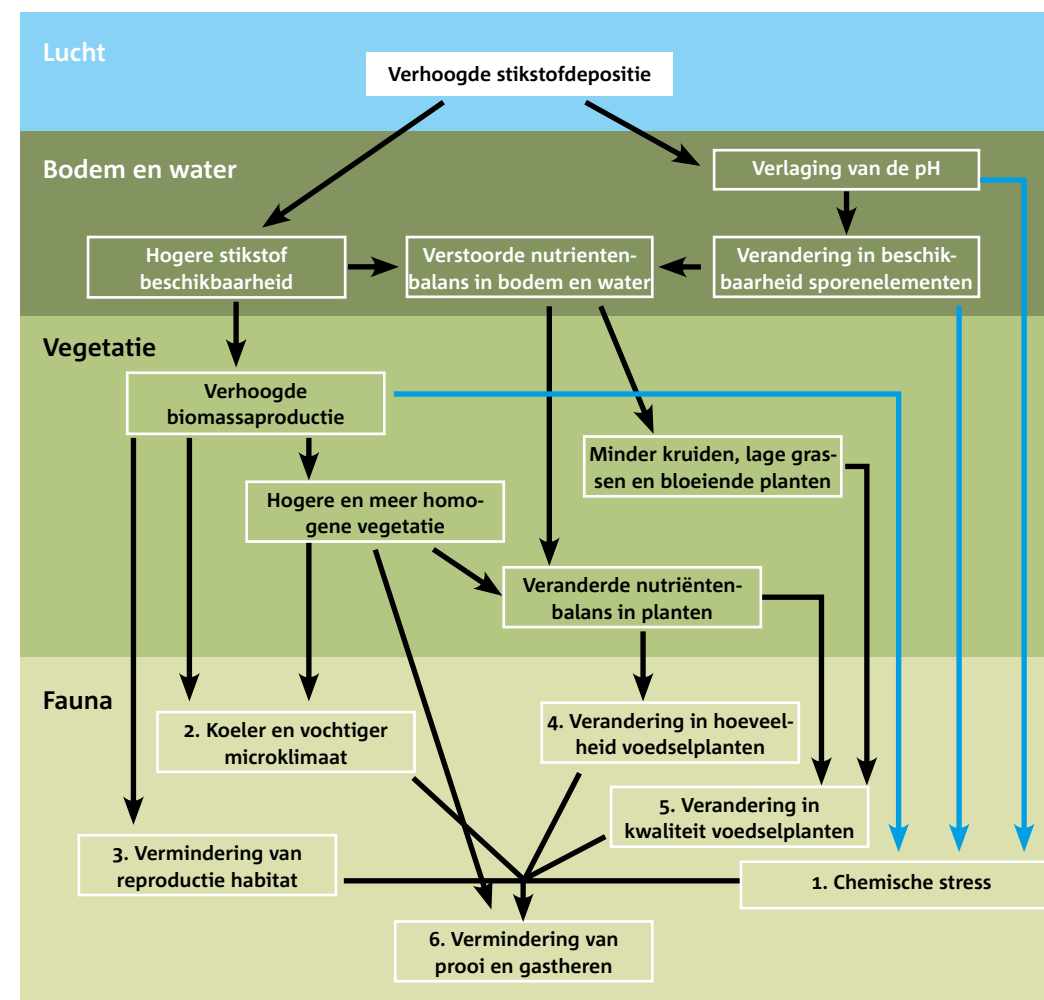 Lucht
Verhoogde stikstofdepositie
Bodem en water
Verlaging van de pH
Hogere stikstof
beschikbaarheid
Verstoorde nutrienten-
balans in bodem en water
Verandering in beschik-
baarheid sporenelementen
Vegetatie
Verhoogde
biomassaproductie
Minder kruiden, lage gras-
sen en bloeiende planten
Hogere en meer homo-
gene vegetatie
Veranderde nutriënten-
balans in planten
Fauna
2. Koeler en vochtiger
microklimaat
4. Verandering in hoeveel-
heid voedselplanten
5. Verandering in
kwaliteit voedselplanten
3. Vermindering van
reproductie habitat
1. Chemische stress
6. Vermindering van
prooi en gastheren